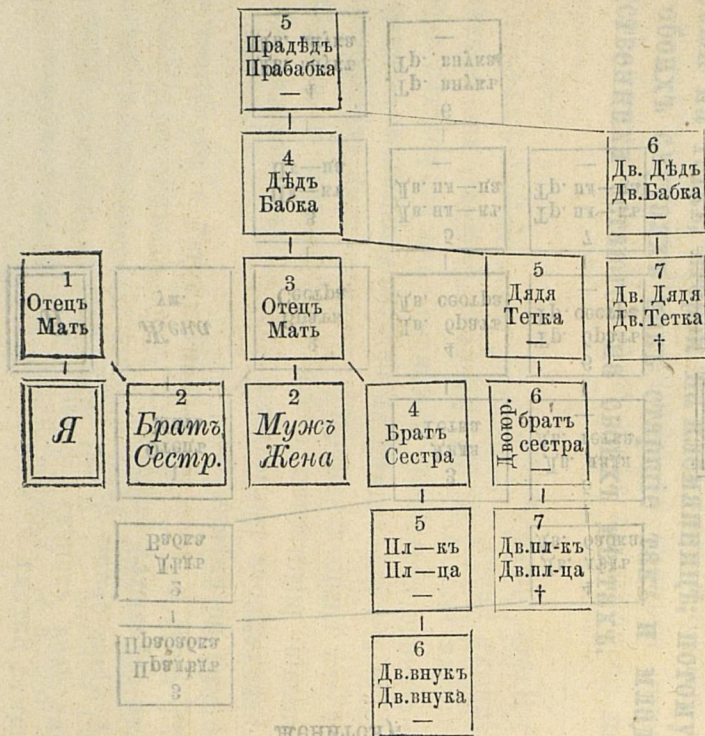 5
Прадѣдъ
Прабабка
—
4
Дѣдъ
Бабка
6
Дв. Дѣдъ
Дв. Бабка
—
1
Отецъ
Мать
3
Отецъ
Мать
5
Дядя
Тетка
—
7
Дв. Дядя
Дв. Тетка
†
Я
2
Братъ
Сестр.
2
Мужъ
Жена
4
Братъ
Сестра
6
Двоюр.
братъ
сестра
—
5
Пл—къ
Пл—ца
—
7
Дв.пл-къ
Дв.пл-ца
†
6
Дв.внукъ
Дв.внука
—